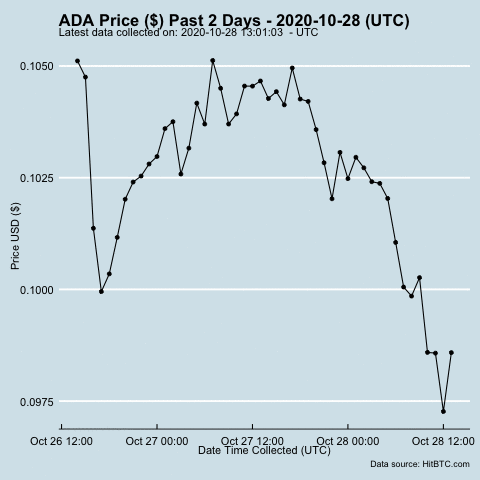 ADA Price ($) Past 2 Days - 2020-10-28 (UTC)
Latest data collected on: 2020-10-28 13:01:03 - UTC
0.1050
0.1025
0.1000
0.0975
Price USD ($)
Oct 26 12:00 Oct 27 00:00 Oct 27 12:00 Oct 28 00:00 Oct 28 12:00
Date Time Collected (UTC)
Data source: HitBTC.com